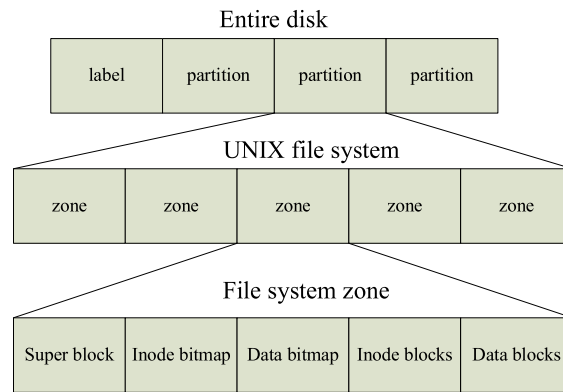 Entire disk
label partition partition partition
UNIX file system
zone zone zone zone zone
File system zone
Super block Inode bitmap Data bitmap Inode blocks Data blocks